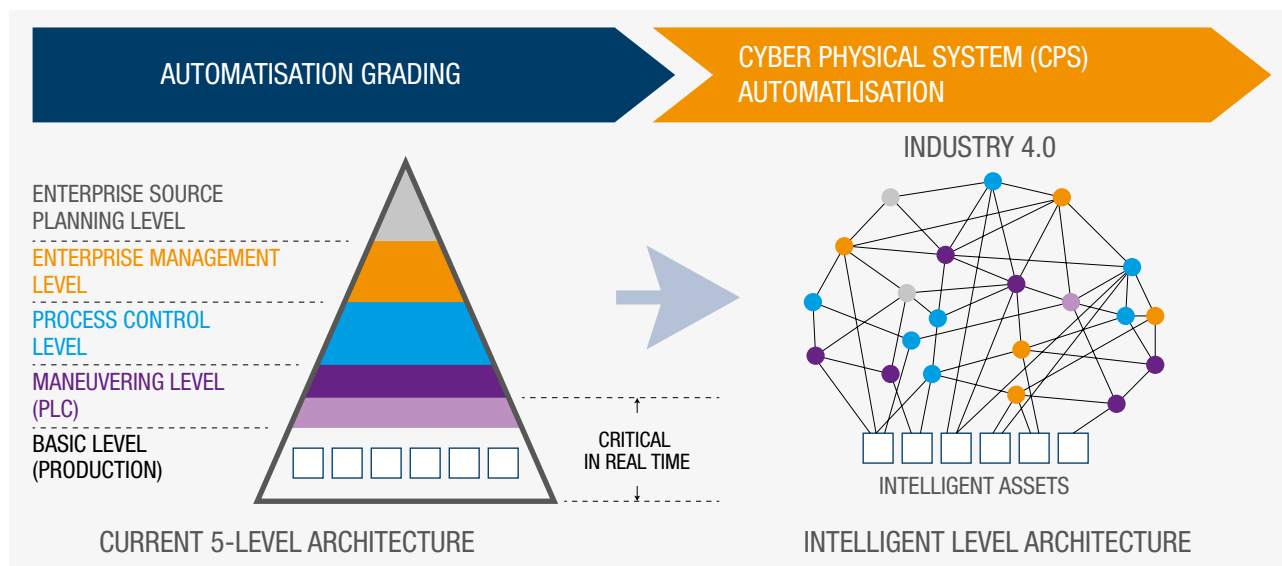 AUTOMATISATION GRADING
CYBER PHYSICAL SYSTEM (CPS)
AUTOMATLISATION
INDUSTRY 4.0
ENTERPRISE SOURCE
PLANNING LEVEL
ENTERPRISE MANAGEMENT
LEVEL
PROCESS CONTROL
LEVEL
MANEUVERING LEVEL
(PLC)
BASIC LEVEL
(PRODUCTION)
CRITICAL
IN REAL TIME
INTELLIGENT ASSETS
CURRENT 5-LEVEL ARCHITECTURE
INTELLIGENT LEVEL ARCHITECTURE